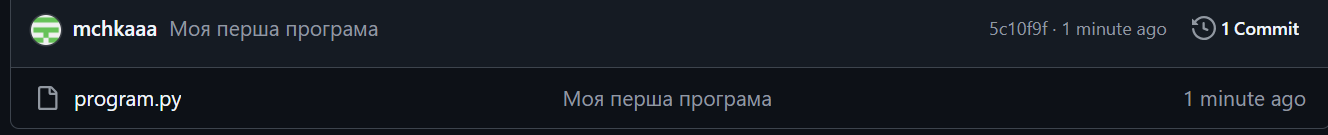 mchkaaa Моя перша програма 5c10f9f · 1 minute ago 1 Commit
program.py Моя перша програма 1 minute ago